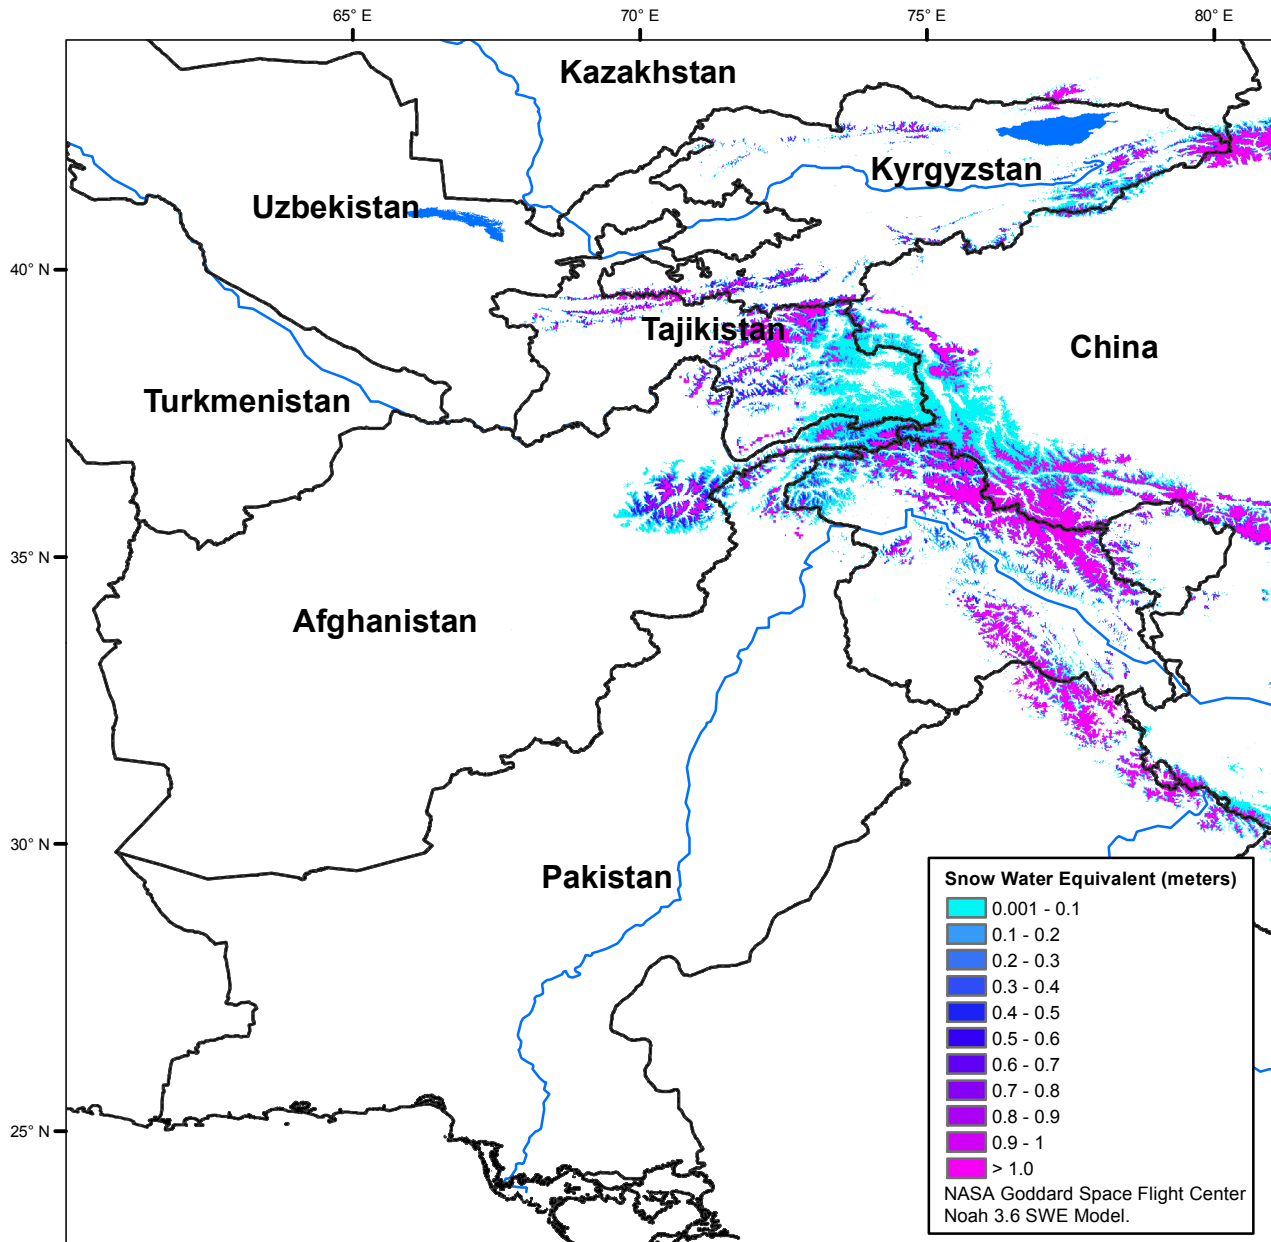 65° E
70° E
75° E
80° E
Kazakhstan
Kyrgyzstan
Uzbekistan
40° N
Tajikistan
China
Turkmenistan
35° N
Afghanistan
30° N
Pakistan
25° N
Snow Water Equivalent (meters)
0.001 - 0.1
0.1 - 0.2
0.2 - 0.3
0.3 - 0.4
0.4 - 0.5
0.5 - 0.6
0.6 - 0.7
0.7 - 0.8
0.8 - 0.9
0.9 - 1
> 1.0
NASA Goddard Space Flight Center
Noah 3.6 SWE Model.